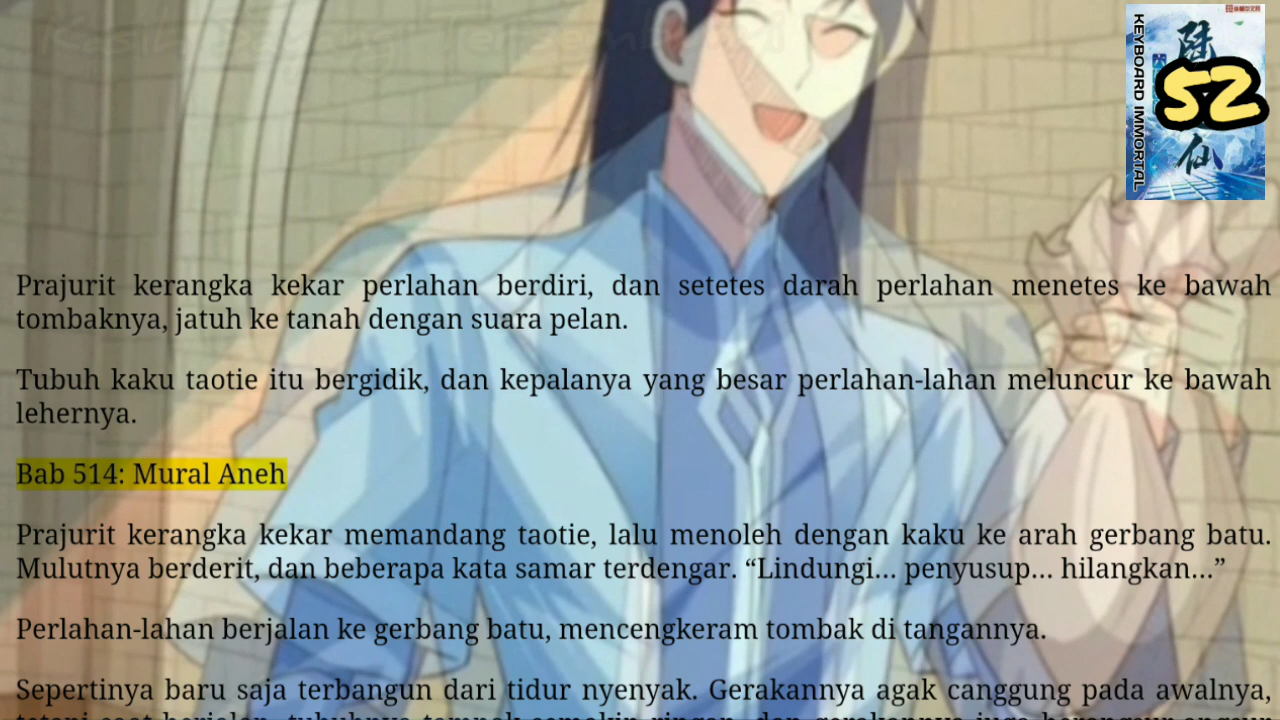 KEYBOARD IMMORTAL
陆
仙
52
Prajurit kerangka kekar perlahan berdiri, dan setetes darah perlahan menetes ke bawah
tombaknya, jatuh ke tanah dengan suara pelan.
Tubuh kaku taotie itu bergidik, dan kepalanya yang besar perlahan-lahan meluncur ke bawah
lehernya.
Bab 514: Mural Aneh
Prajurit kerangka kekar memandang taotie, lalu menoleh dengan kaku ke arah gerbang batu.
Mulutnya berderit, dan beberapa kata samar terdengar. “Lindungi... penyusup... hilangkan...”
Perlahan-lahan berjalan ke gerbang batu, mencengkeram tombak di tangannya.
Sepertinya baru saja terbangun dari tidur nyenyak. Gerakannya agak canggung pada awalnya,